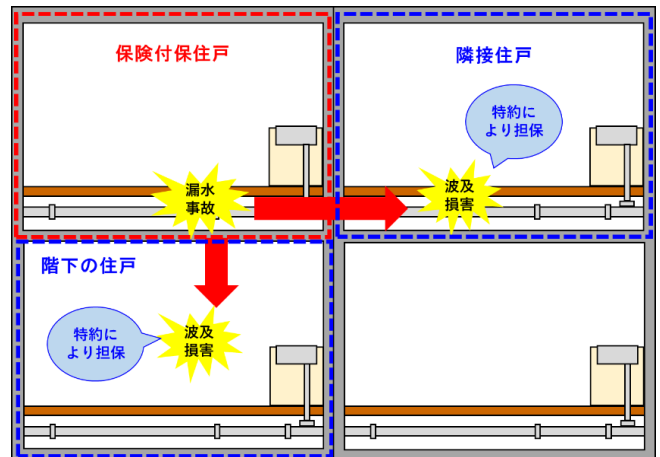 保険付保住戸
隣接住戸
特約に
より担保
漏水
事故
波及
損害
階下の住戸
特約に
より担保
波及
損害